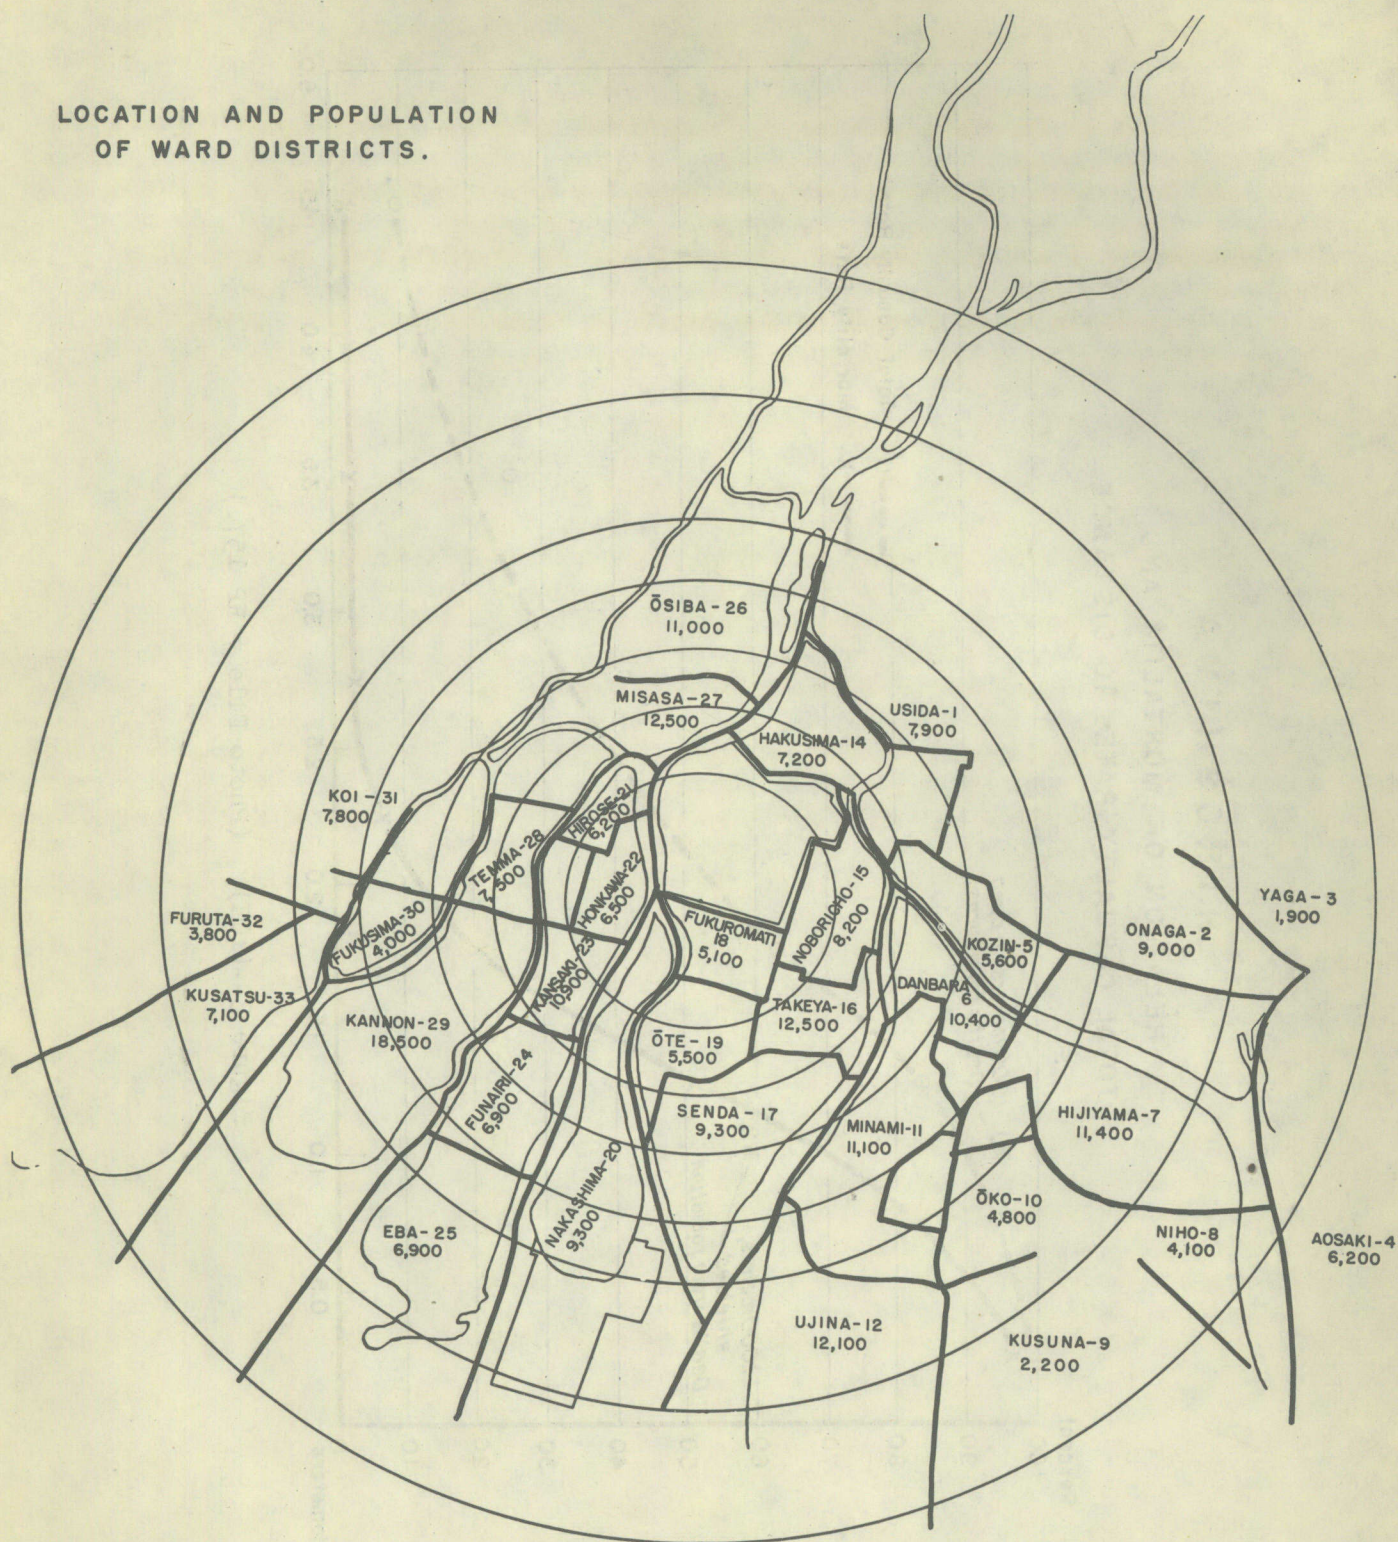 LOCATION AND POPULATION
OF WARD DISTRICTS.
ŌSIBA - 26
11,000
MISASA - 27
12,500
USIDA - 1
7,900
HAKUSIMA - 14
7,200
KOI - 31
7,800
HIROSE - 21
6,200
TEMMA - 28
7,500
HONKAWA - 22
6,500
NOBORICHO - 15
8,200
YAGA - 3
1,900
FURUTA - 32
3,800
FUKUSIMA - 30
4,000
FUKUROMATI
18
5,100
ONAGA - 2
9,000
KOZIN - 5
5,600
KANSAKI - 23
10,900
DANBARA
6
10,400
KUSATSU - 33
7,100
TAKEYA - 16
12,500
KANNON - 29
18,500
ŌTE - 19
5,500
FUNAIRI - 24
6,900
SENDA - 17
9,300
MINAMI - 11
11,100
HIJIYAMA - 7
11,400
NAKASHIMA - 20
9,300
ŌKO - 10
4,800
EBA - 25
6,900
NIHO - 8
4,100
AOSAKI - 4
6,200
UJINA - 12
12,100
KUSUNA - 9
2,200